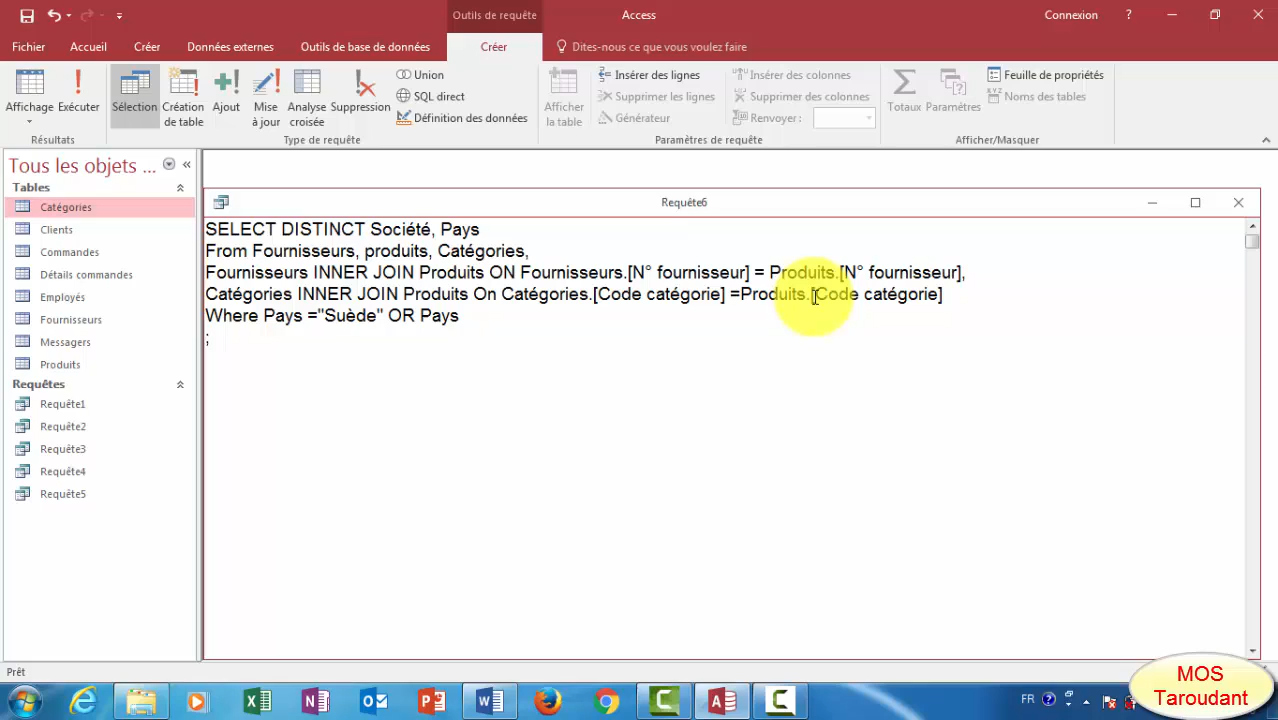 Outils de requête
Access
Connexion
?
Fichier
Accueil
Créer
Données externes
Outils de base de données
Créer
Dites-nous ce que vous voulez faire
Affichage
Exécuter
Sélection
Création
de table
Ajout
Mise
à jour
Analyse
croisée
Suppression
Union
SQL direct
Définition des données
Afficher
la table
Insérer des lignes
Supprimer les lignes
Générateur
Insérer des colonnes
Supprimer des colonnes
Renvoyer :
Totaux
Paramètres
Feuille de propriétés
Noms des tables
Résultats
Type de requête
Paramètres de requête
Afficher/Masquer
Tous les objets ...
Tables
Catégories
Clients
Commandes
Détails commandes
Employés
Fournisseurs
Messagers
Produits
Requêtes
Requête1
Requête2
Requête3
Requête4
Requête5
Requête6
SELECT DISTINCT Société, Pays
From Fournisseurs, produits, Catégories,
Fournisseurs INNER JOIN Produits ON Fournisseurs.[N° fournisseur] = Produits.[N° fournisseur],
Catégories INNER JOIN Produits On Catégories.[Code catégorie] =Produits.[Code catégorie]
Where Pays ="Suède" OR Pays
;
Prêt
FR
MOS
Taroudant